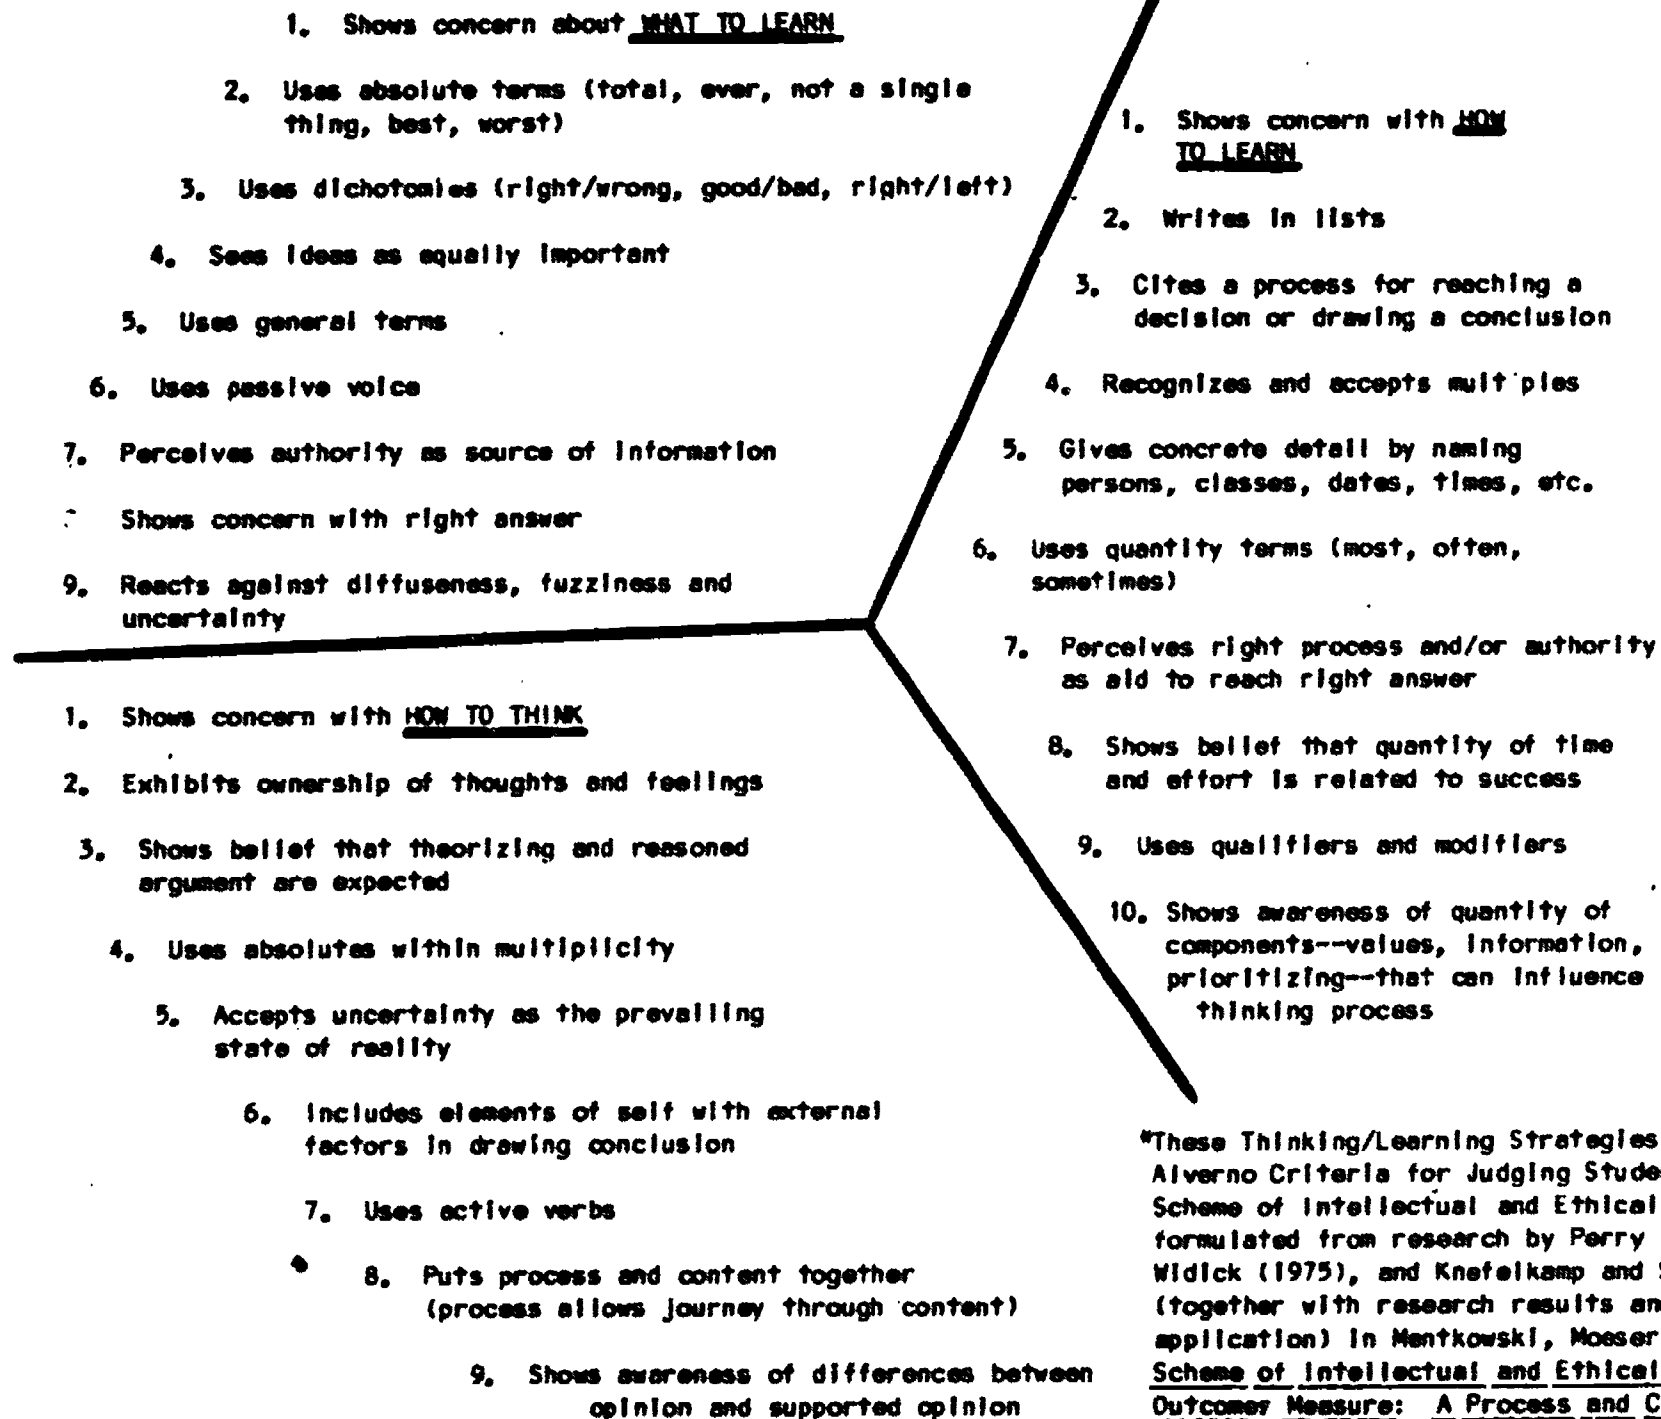 1. Shows concern about WHAT TO LEARN
2. Uses absolute terms (total, ever, not a single
thing, best, worst)
3. Uses dichotomies (right/wrong, good/bad, right/left)
4. Sees ideas as equally important
5. Uses general terms
6. Uses passive voice
7. Perceives authority as source of information
Shows concern with right answer
9. Reacts against diffuseness, fuzziness and
uncertainty
1. Shows concern with HOW
TO LEARN
2. Writes in lists
3. Cites a process for reaching a
decision or drawing a conclusion
4. Recognizes and accepts mult ples
5. Gives concrete detail by naming
persons, classes, dates, times, etc.
6. Uses quantity terms (most, often,
sometimes)
7. Perceives right process and/or authority
as aid to reach right answer
8. Shows belief that quantity of time
and effort is related to success
9. Uses qualifiers and modifiers
10. Shows awareness of quantity of
components--values, information,
prioritizing--that can influence
thinking process
1. Shows concern with HOW TO THINK
2. Exhibits ownership of thoughts and feelings
3. Shows belief that theorizing and reasoned
argument are expected
4. Uses absolutes within multiplicity
5. Accepts uncertainty as the prevailing
state of reality
6. Includes elements of self with external
factors in drawing conclusion
7. Uses active verbs
8. Puts process and content together
(process allows journey through content)
9. Shows awareness of differences between
opinion and supported opinion
*These Thinking/Learning Strategies
Alverno Criteria for Judging Stude
Scheme of Intellectual and Ethical
formulated from research by Perry
Widick (1975), and Knefelkamp and
(together with research results an
application) in Mentkowski, Moeser
Scheme of Intellectual and Ethical
Outcomes Measure: A Process and C